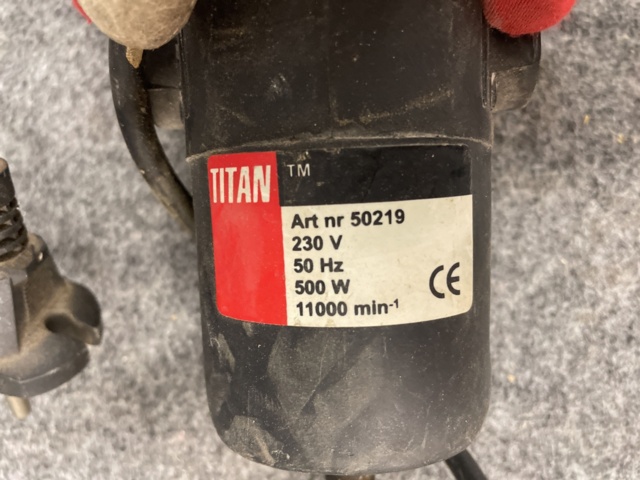 TITAN ™
Art nr 50219
230 V
50 Hz
500 W
11000 min-1
CE